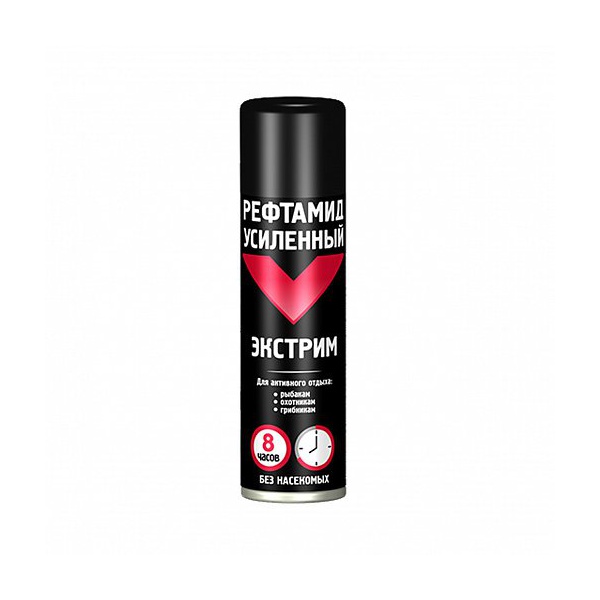 РЕФТАМИД
УСИЛЕННЫЙ
ЭКСТРИМ
Для активного отдыха:
• рыбакам
• охотникам
• грибникам
8
часов
БЕЗ НАСЕКОМЫХ